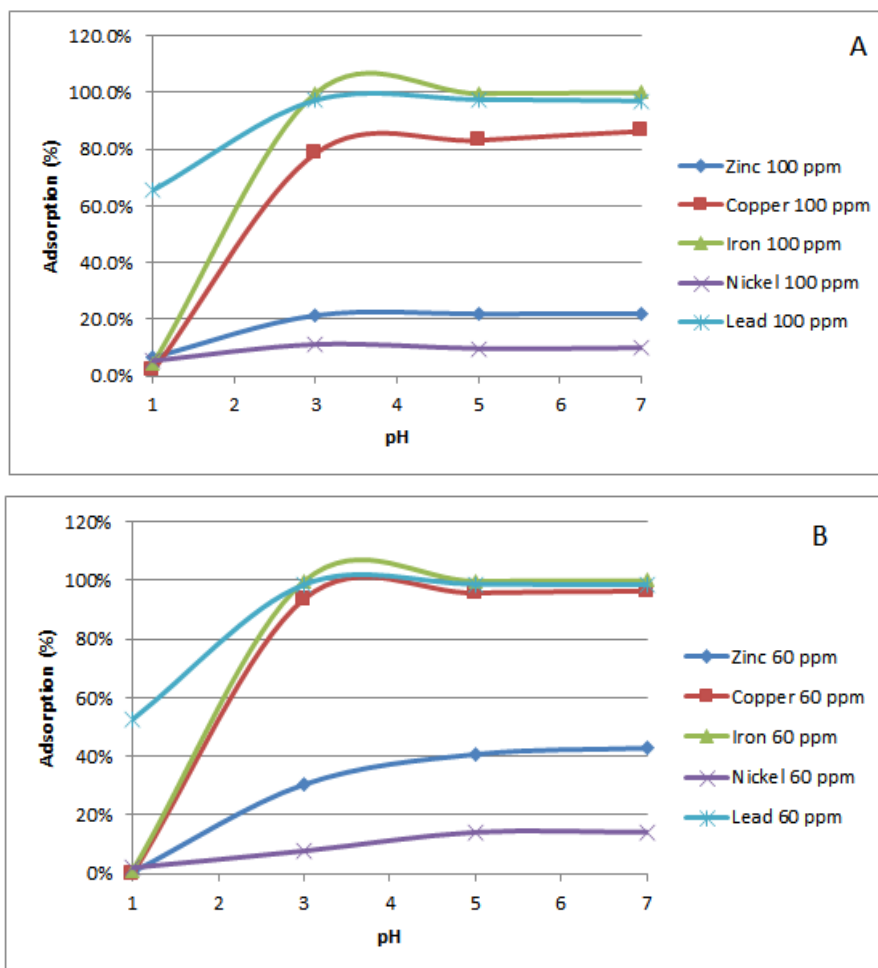 A
120.0%
100.0%
80.0%
60.0%
40.0%
20.0%
0.0%
Adsorption (%)
1 2 3 4 5 6 7
pH
Zinc 100 ppm
Copper 100 ppm
Iron 100 ppm
Nickel 100 ppm
Lead 100 ppm
B
120%
100%
80%
60%
40%
20%
0%
Adsorption (%)
1 2 3 4 5 6 7
pH
Zinc 60 ppm
Copper 60 ppm
Iron 60 ppm
Nickel 60 ppm
Lead 60 ppm